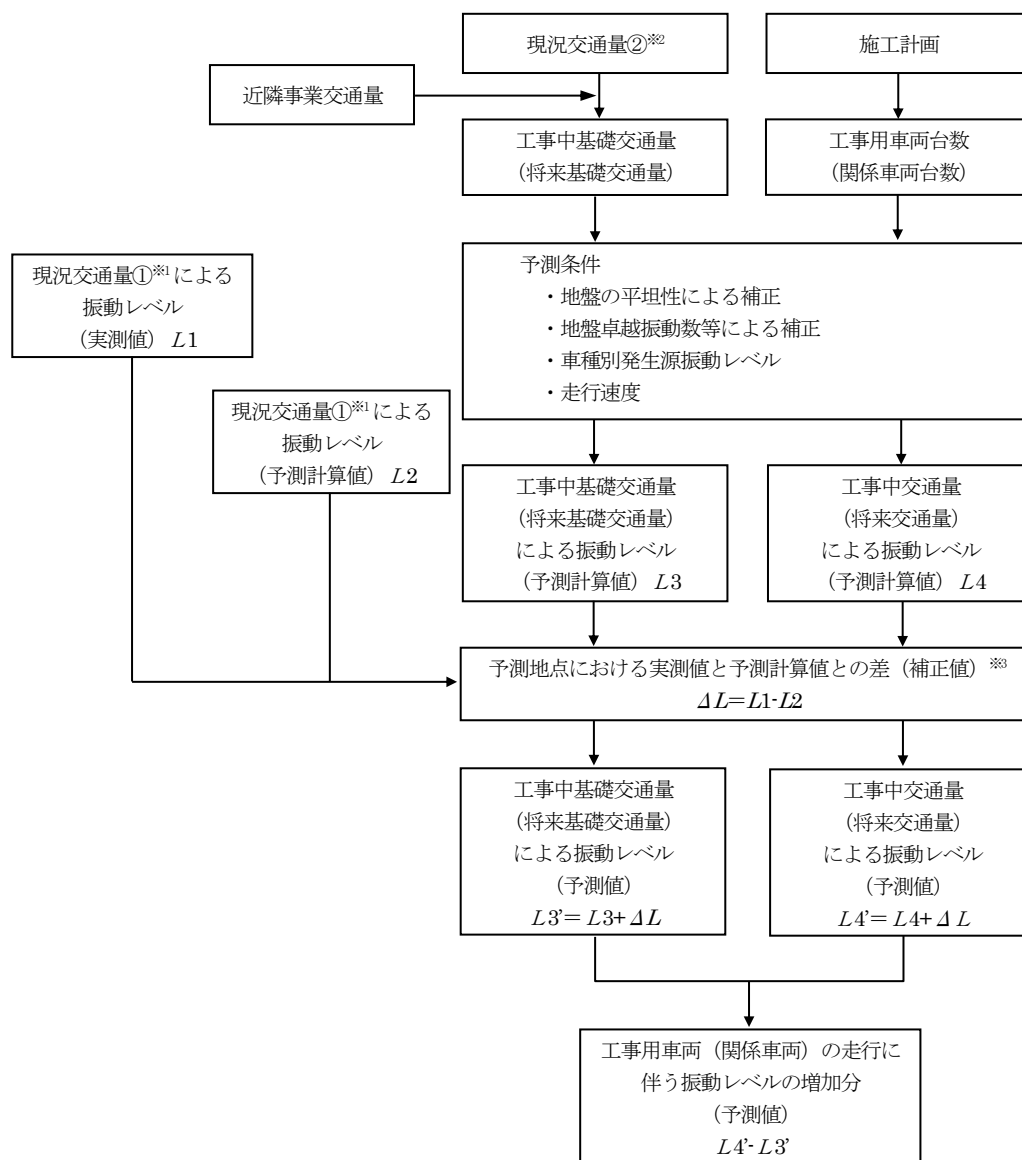 現況交通量②※2
施工計画
近隣事業交通量
工事中基礎交通量
(将来基礎交通量)
工事用車両台数
(関係車両台数)
現況交通量①※1による
振動レベル
(実測値) L1
予測条件
・地盤の平坦性による補正
・地盤卓越振動数等による補正
・車種別発生源振動レベル
・走行速度
現況交通量①※1による
振動レベル
(予測計算値) L2
工事中基礎交通量
(将来基礎交通量)
による振動レベル
(予測計算値) L3
工事中交通量
(将来交通量)
による振動レベル
(予測計算値) L4
予測地点における実測値と予測計算値との差（補正値）※3
ΔL=L1-L2
工事中基礎交通量
(将来基礎交通量)
による振動レベル
(予測値)
L3'=L3+ΔL
工事中交通量
(将来交通量)
による振動レベル
(予測値)
L4'=L4+ΔL
工事用車両（関係車両）の走行に
伴う振動レベルの増加分
(予測値)
L4'-L3'